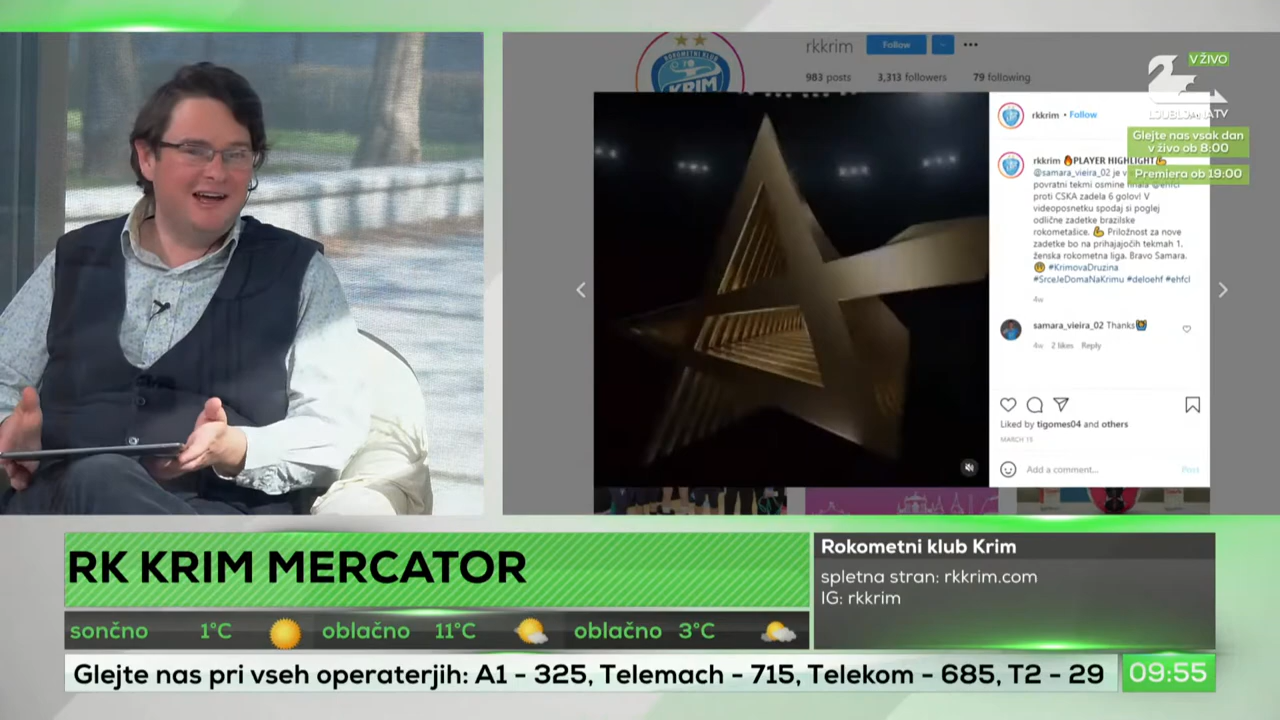 ROKOMETNI KLUB
KRIM
rkkrim
Follow
983 posts
3,313 followers
79 following
V ŽIVO
LJUBLJANA TV
Glejte nas vsak dan
v živo ob 8:00
Premiera ob 19:00
rkkrim • Follow
rkkrim 🔥PLAYER HIGHLIGHT💪
@samara_vieira_02 je v
povratni tekmi osmine finala @ehfcl
proti CSKA zadela 6 golov! V
videoposnetku spodaj si poglej
odlične zadetke brazilske
rokometašice. 💪 Priložnost za nove
zadetke bo na prihajajočih tekmah 1.
ženska rokometna liga. Bravo Samara.
#KrimovaDruzina
#SrceJeDomaNaKrimu #deloehf #ehfcl
4w
samara_vieira_02 Thanks
4w 2 likes Reply
Liked by tigomes04 and others
MARCH 15
Add a comment...
Post
RK KRIM MERCATOR
Rokometni klub Krim
spletna stran: rkkrim.com
IG: rkkrim
sončno 1°C oblačno 11°C oblačno 3°C
Glejte nas pri vseh operaterjih: A1 - 325, Telemach - 715, Telekom - 685, T2 - 29
09:55